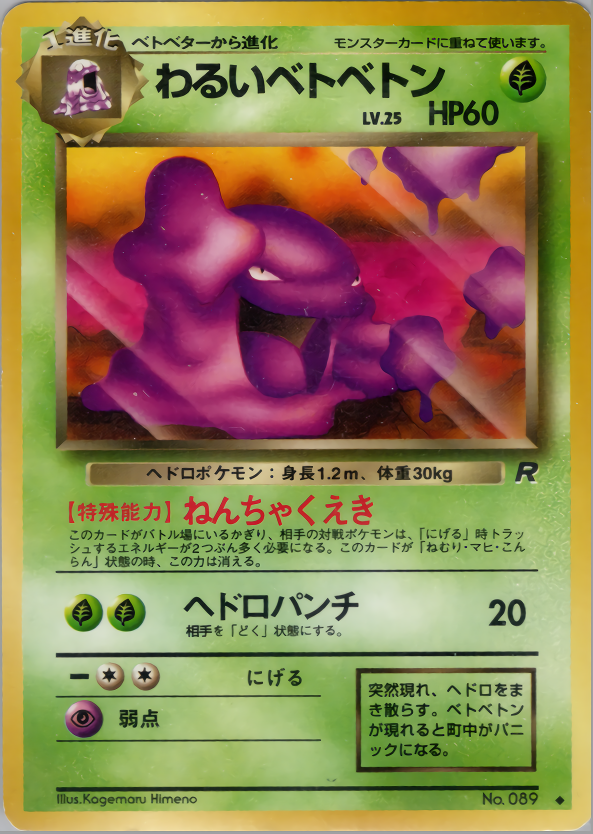 1進化
ベトベターから進化
モンスターカードに重ねて使います。
わるいベトベトン
LV.25 HP60
ヘドロポケモン：身長1.2m、体重30kg
R
【特殊能力】ねんちゃくえき
このカードがバトル場にいるかぎり、相手の対戦ポケモンは、「にげる」時トラッ
シュするエネルギーが2つぶん多く必要になる。このカードが「ねむり・マヒ・こん
らん」状態の時、この力は消える。
ヘドロパンチ 20
相手を「どく」状態にする。
にげる
弱点
突然現れ、ヘドロをま
き散らす。ベトベトン
が現れると町中がパニ
ックになる。
Illus.Kagemaru Himeno
No.089